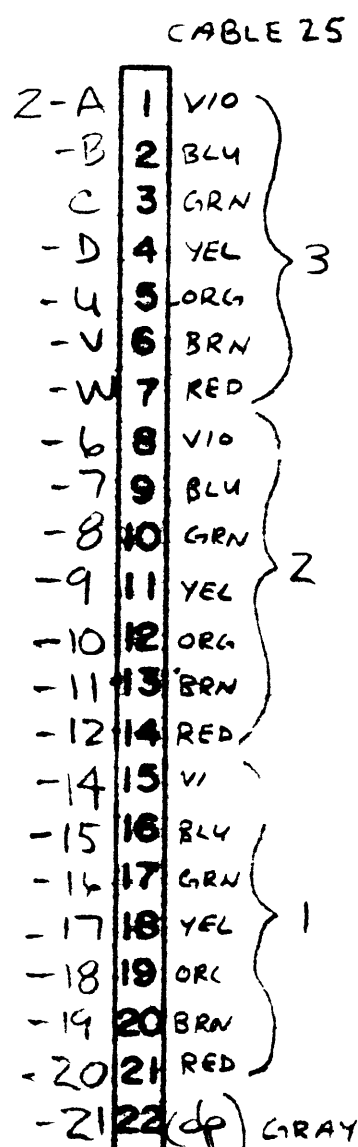 CABLE 25
2-A 1 VIO
-B 2 BLU
C 3 GRN
-D 4 YEL 3
-U 5 ORG
-V 6 BRN
-W 7 RED
-6 8 VIO
-7 9 BLU
-8 10 GRN
-9 11 YEL 2
-10 12 ORG
-11 13 BRN
-12 14 RED
-14 15 VI
-15 16 BLU
-16 17 GRN
-17 18 YEL 1
-18 19 ORC
-19 20 BRN
-20 21 RED
-21 22 (dp) GRAY